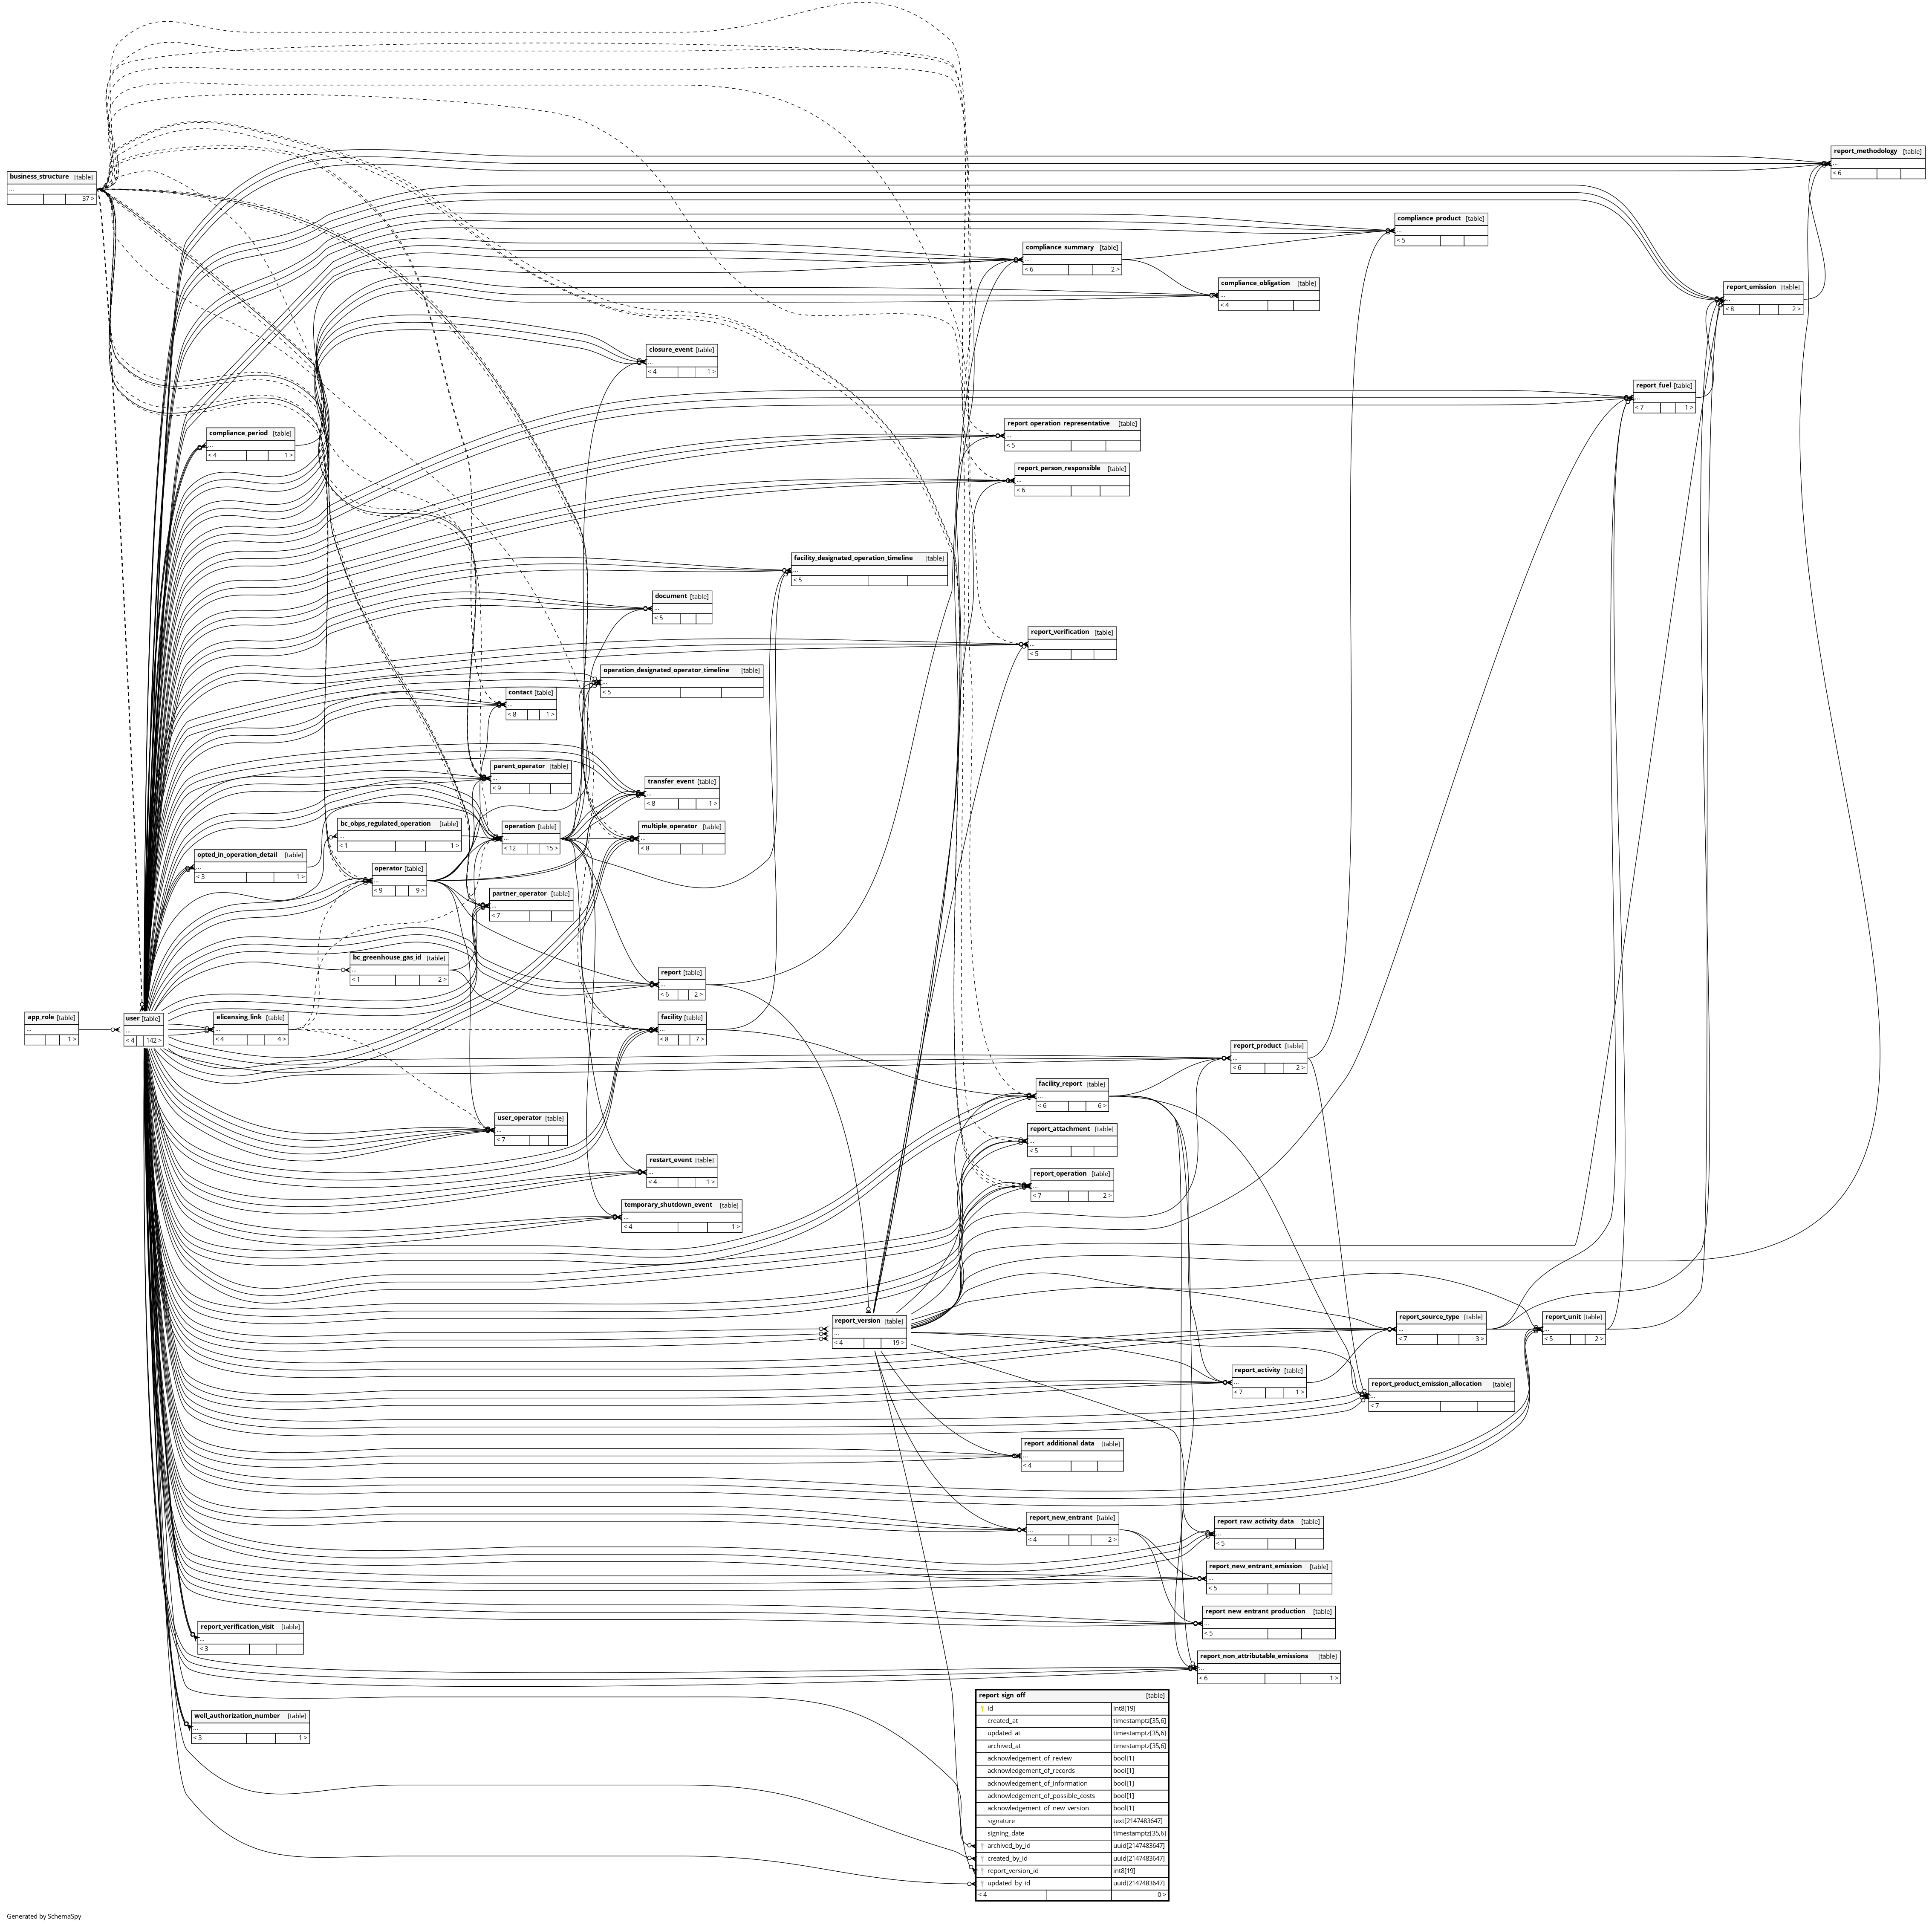 business_structure [table]
...
37 >
report_methodology [table]
...
< 6
compliance_product [table]
...
< 5
compliance_summary [table]
...
< 6 2 >
compliance_obligation [table]
...
< 4
report_emission [table]
...
< 8 2 >
closure_event [table]
...
< 4 1 >
report_fuel [table]
...
< 7 1 >
compliance_period [table]
...
< 4 1 >
report_operation_representative [table]
...
< 5
report_person_responsible [table]
...
< 6
facility_designated_operation_timeline [table]
...
< 5
document [table]
...
< 5
report_verification [table]
...
< 5
operation_designated_operator_timeline [table]
...
< 5
contact [table]
...
< 8 1 >
parent_operator [table]
...
< 9
transfer_event [table]
...
< 8 1 >
bc_obps_regulated_operation [table]
...
< 1 1 >
operation [table]
...
< 12 15 >
multiple_operator [table]
...
< 8
opted_in_operation_detail [table]
...
< 3 1 >
operator [table]
...
< 9 9 >
partner_operator [table]
...
< 7
bc_greenhouse_gas_id [table]
...
< 1 2 >
report [table]
...
< 6 2 >
app_role [table]
...
1 >
user [table]
...
< 4 142 >
elicensing_link [table]
...
< 4 4 >
facility [table]
...
< 8 7 >
report_product [table]
...
< 6 2 >
facility_report [table]
...
< 6 6 >
user_operator [table]
...
< 7
report_attachment [table]
...
< 5
restart_event [table]
...
< 4 1 >
report_operation [table]
...
< 7 2 >
temporary_shutdown_event [table]
...
< 4 1 >
report_version [table]
...
< 4 19 >
report_source_type [table]
...
< 7 3 >
report_unit [table]
...
< 5 2 >
report_activity [table]
...
< 7 1 >
report_product_emission_allocation [table]
...
< 7
report_additional_data [table]
...
< 4
report_new_entrant [table]
...
< 4 2 >
report_raw_activity_data [table]
...
< 5
report_new_entrant_emission [table]
...
< 5
report_new_entrant_production [table]
...
< 5
report_verification_visit [table]
...
< 3
report_non_attributable_emissions [table]
...
< 6 1 >
well_authorization_number [table]
...
< 3 1 >
report_sign_off [table]
id int8[19]
created_at timestamptz[35,6]
updated_at timestamptz[35,6]
archived_at timestamptz[35,6]
acknowledgement_of_review bool[1]
acknowledgement_of_records bool[1]
acknowledgement_of_information bool[1]
acknowledgement_of_possible_costs bool[1]
acknowledgement_of_new_version bool[1]
signature text[2147483647]
signing_date timestamptz[35,6]
archived_by_id uuid[2147483647]
created_by_id uuid[2147483647]
report_version_id int8[19]
updated_by_id uuid[2147483647]
< 4 0 >
Generated by SchemaSpy